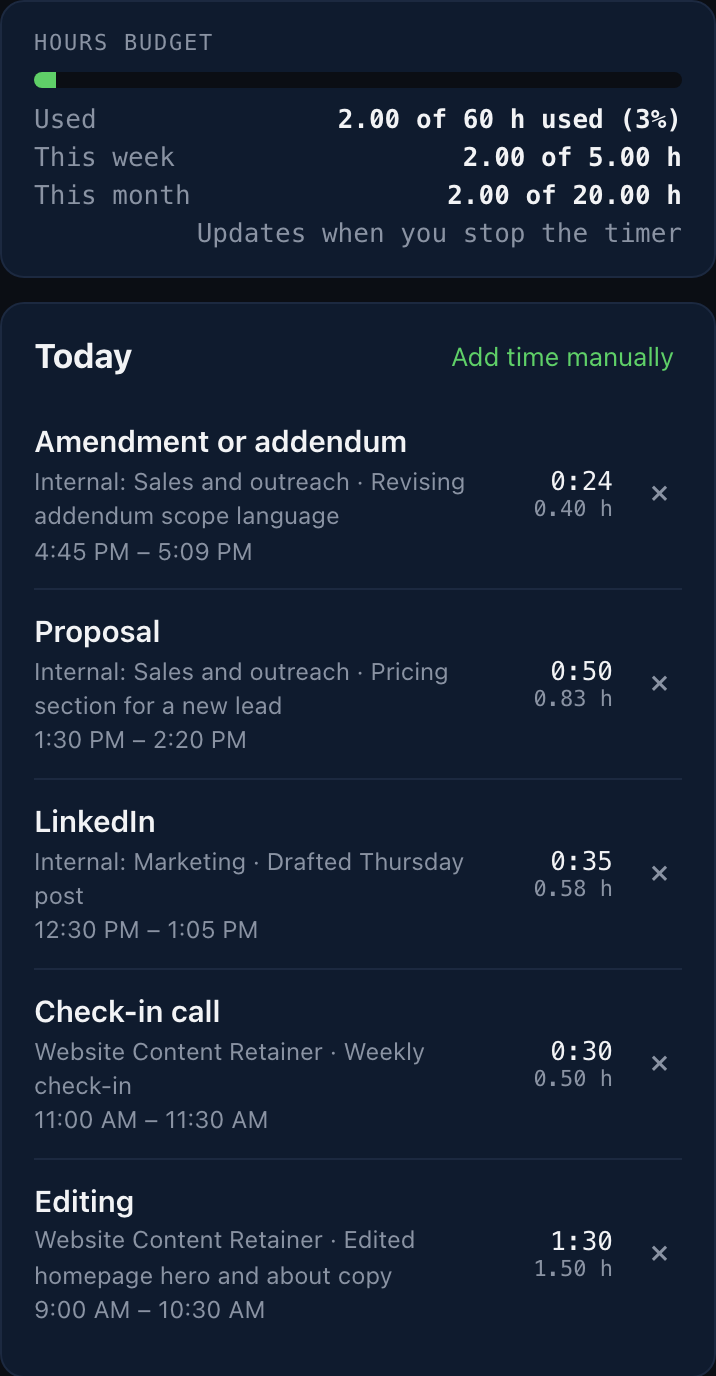 HOURS BUDGET
Used 2.00 of 60 h used (3%)
This week 2.00 of 5.00 h
This month 2.00 of 20.00 h
Updates when you stop the timer
Today Add time manually
Amendment or addendum
Internal: Sales and outreach · Revising
addendum scope language
4:45 PM – 5:09 PM
0:24
0.40 h
×
Proposal
Internal: Sales and outreach · Pricing
section for a new lead
1:30 PM – 2:20 PM
0:50
0.83 h
×
LinkedIn
Internal: Marketing · Drafted Thursday
post
12:30 PM – 1:05 PM
0:35
0.58 h
×
Check-in call
Website Content Retainer · Weekly
check-in
11:00 AM – 11:30 AM
0:30
0.50 h
×
Editing
Website Content Retainer · Edited
homepage hero and about copy
9:00 AM – 10:30 AM
1:30
1.50 h
×